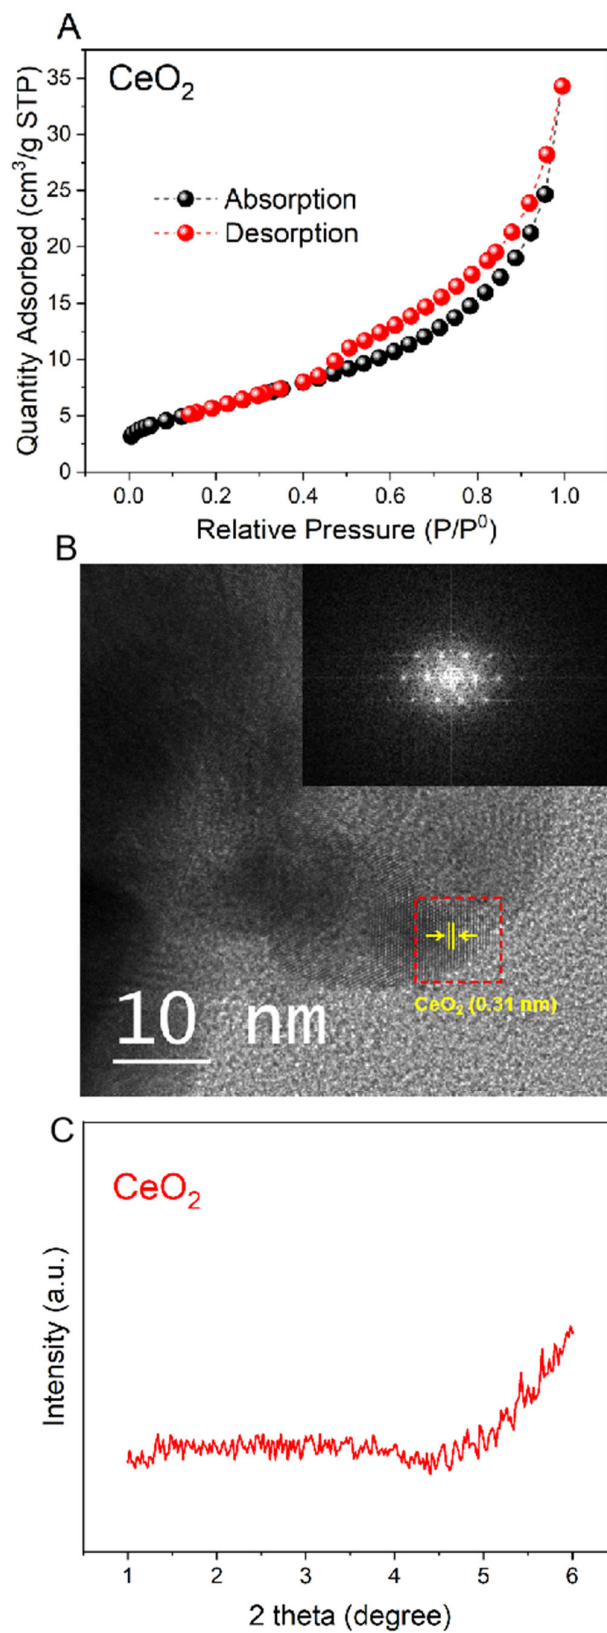 A
CeO2
Absorption
Desorption
Quantity Adsorbed (cm³/g STP)
35
30
25
20
15
10
5
0
0.0 0.2 0.4 0.6 0.8 1.0
Relative Pressure (P/P⁰)
B
CeO2 (0.31 nm)
10 nm
C
CeO2
Intensity (a.u.)
1 2 3 4 5 6
2 theta (degree)